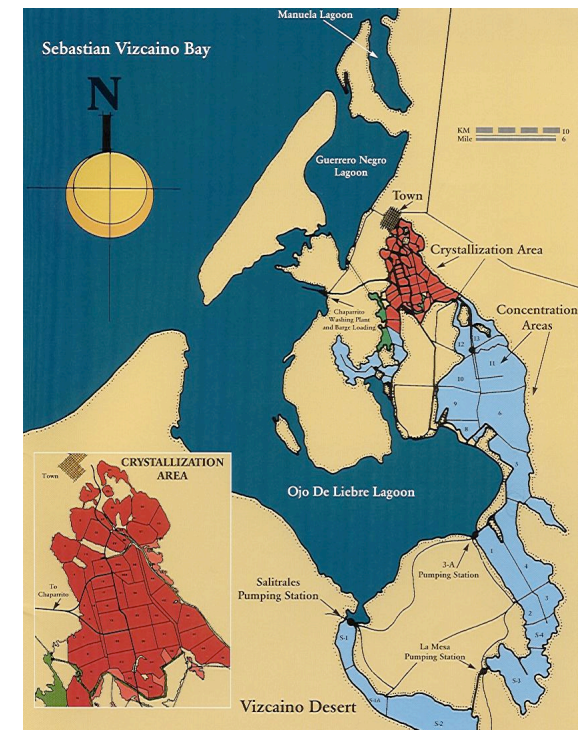 Manuela Lagoon
Sebastian Vizcaino Bay
N
KM 10
Mile 6
Guerrero Negro
Lagoon
Town
Crystallization Area
Chaparrito
Washing Plant
and Barge Loading
Concentration
Areas
13
12
11
10
9
8
6
CRYSTALLIZATION
AREA
Town
Ojo De Liebre Lagoon
3-A
Pumping Station
1
4
3
2
To
Chaparrito
Salitrales
Pumping Station
S-1
S-4
La Mesa
Pumping Station
S-3
S-2
Vizcaino Desert